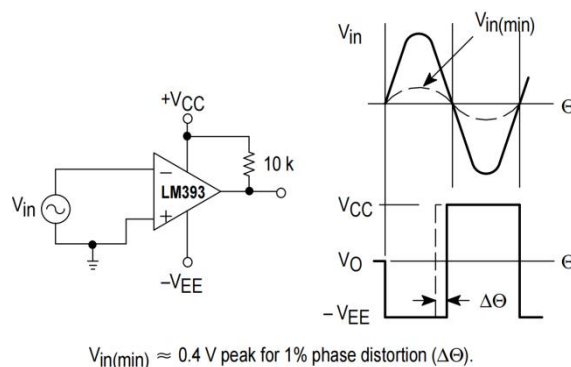 +VCC
10 k
−
LM393
+
Vin
−VEE
Vin
Vin(min)
Θ
VCC
VO
Θ
− VEE
ΔΘ
Vin(min) ≈ 0.4 V peak for 1% phase distortion (ΔΘ).